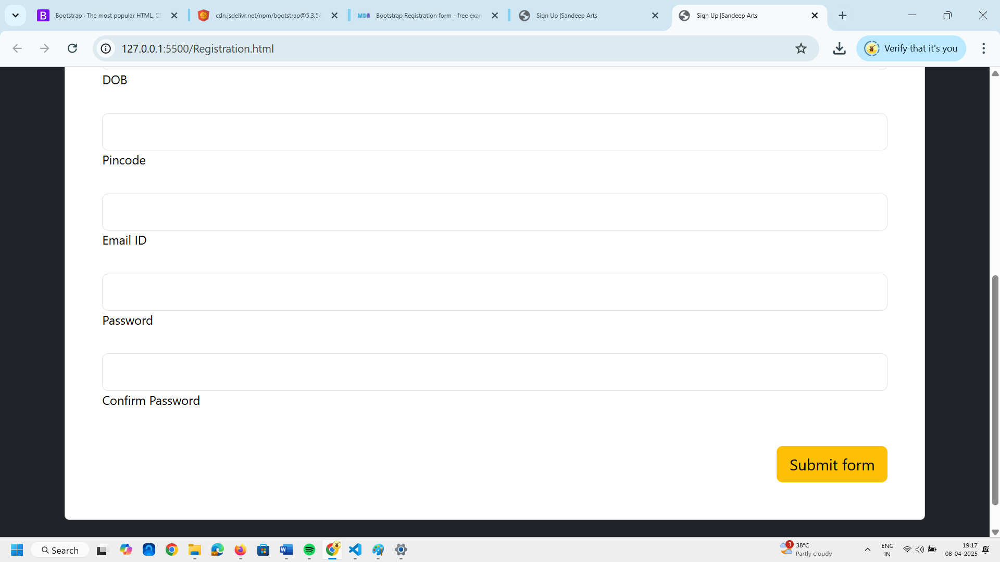 Bootstrap · The most popular HTML, CS
cdn.jsdelivr.net/npm/bootstrap@5.3.5/
Bootstrap Registration form - free exam
Sign Up |Sandeep Arts
Sign Up |Sandeep Arts
127.0.0.1:5500/Registration.html
Verify that it's you
DOB
Pincode
Email ID
Password
Confirm Password
Submit form
Search
3
38°C
Partly cloudy
ENG
IN
19:17
08-04-2025